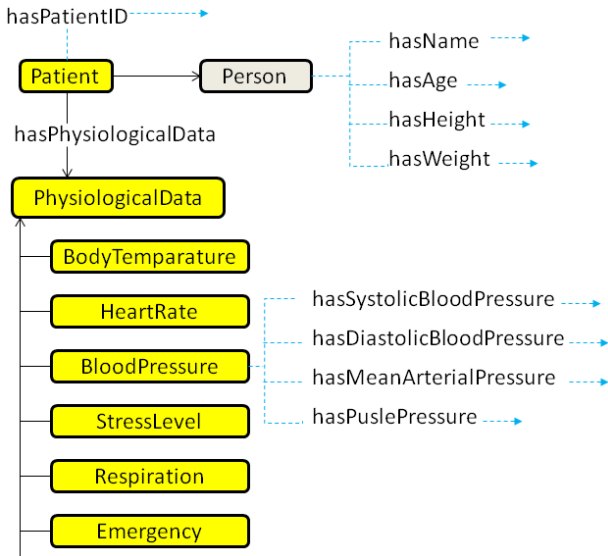 hasPatientID
Patient
Person
hasName
hasAge
hasHeight
hasWeight
hasPhysiologicalData
PhysiologicalData
BodyTemparature
HeartRate
BloodPressure
hasSystolicBloodPressure
hasDiastolicBloodPressure
hasMeanArterialPressure
hasPuslePressure
StressLevel
Respiration
Emergency